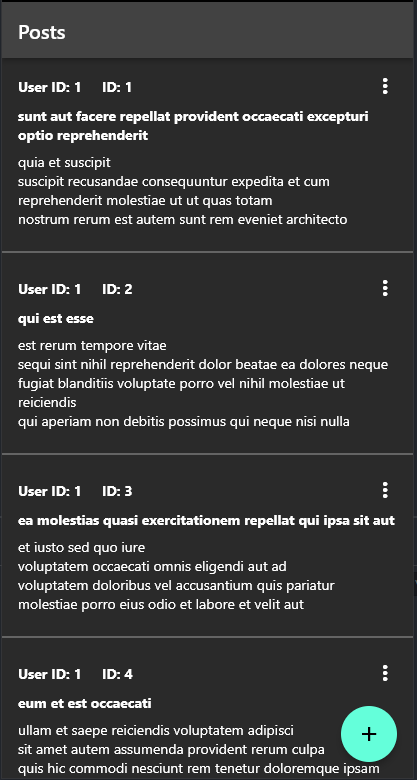 Posts
User ID: 1 ID: 1
sunt aut facere repellat provident occaecati excepturi
optio reprehenderit
quia et suscipit
suscipit recusandae consequuntur expedita et cum
reprehenderit molestiae ut ut quas totam
nostrum rerum est autem sunt rem eveniet architecto
User ID: 1 ID: 2
qui est esse
est rerum tempore vitae
sequi sint nihil reprehenderit dolor beatae ea dolores neque
fugiat blanditiis voluptate porro vel nihil molestiae ut
reiciendis
qui aperiam non debitis possimus qui neque nisi nulla
User ID: 1 ID: 3
ea molestias quasi exercitationem repellat qui ipsa sit aut
et iusto sed quo iure
voluptatem occaecati omnis eligendi aut ad
voluptatem doloribus vel accusantium quis pariatur
molestiae porro eius odio et labore et velit aut
User ID: 1 ID: 4
eum et est occaecati
ullam et saepe reiciendis voluptatem adipisci
sit amet autem assumenda provident rerum culpa
quis hic commodi nesciunt rem tenetur doloremque ipsam